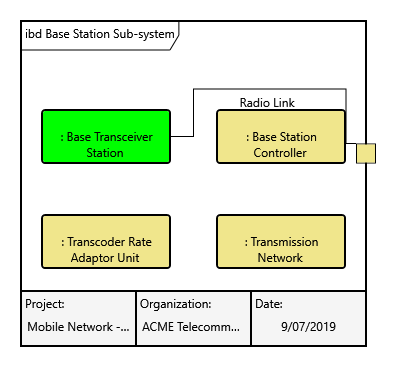 ibd Base Station Sub-system
Radio Link
: Base Transceiver
Station
: Base Station
Controller
: Transcoder Rate
Adaptor Unit
: Transmission
Network
Project:
Mobile Network -...
Organization:
ACME Telecomm...
Date:
9/07/2019